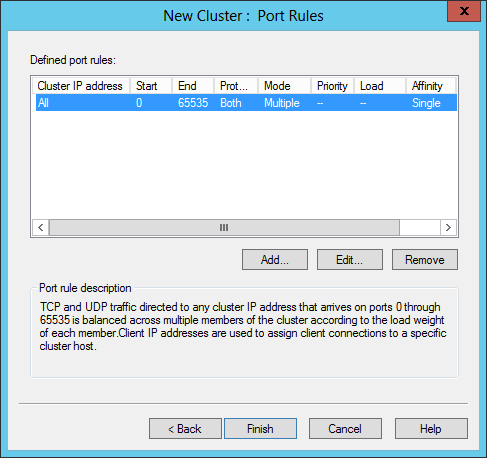 New Cluster : Port Rules
x
Defined port rules:
Cluster IP address Start End Prot... Mode Priority Load Affinity
All 0 65535 Both Multiple -- -- Single
Add... Edit... Remove
Port rule description
TCP and UDP traffic directed to any cluster IP address that arrives on ports 0 through
65535 is balanced across multiple members of the cluster according to the load weight
of each member.Client IP addresses are used to assign client connections to a specific
cluster host.
< Back Finish Cancel Help